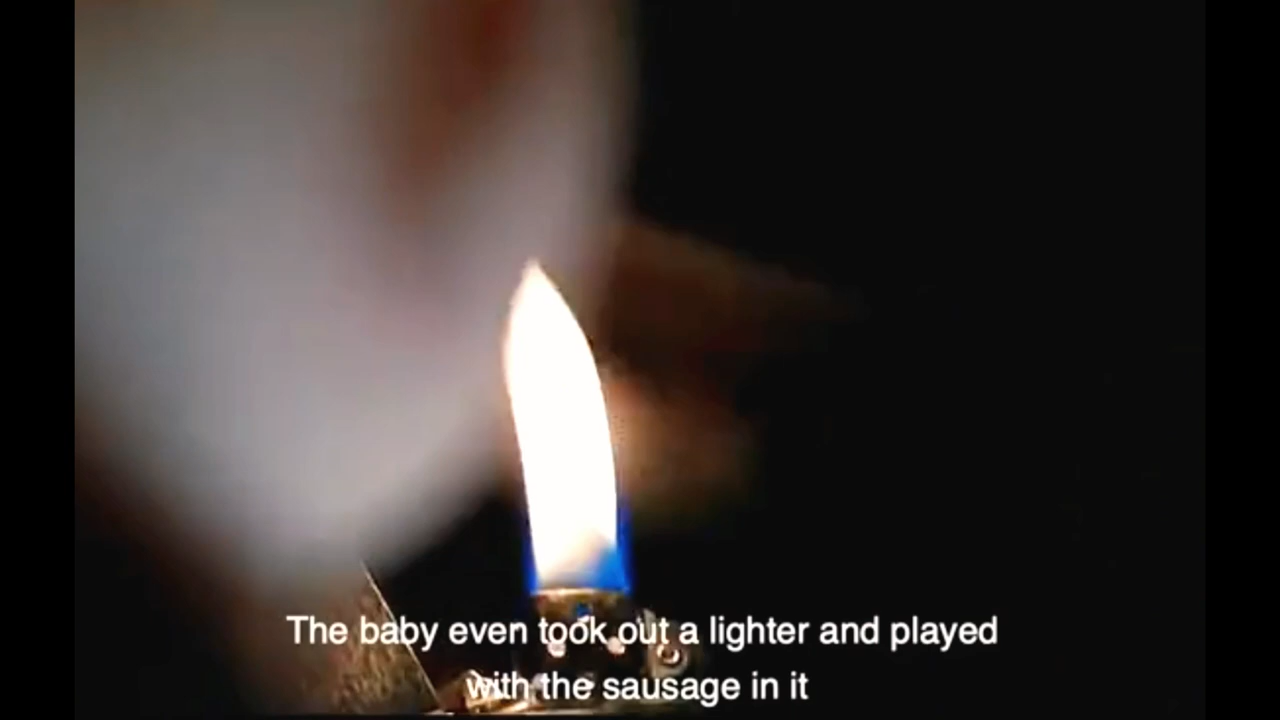 The baby even took out a lighter and played
with the sausage in it